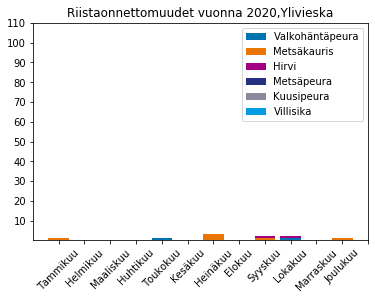 Riistaonnettomuudet vuonna 2020,Ylivieska
110
100
90
80
70
60
50
40
30
20
10
Valkohäntäpeura
Metsäkauris
Hirvi
Metsäpeura
Kuusipeura
Villisika
Tammikuu
Helmikuu
Maaliskuu
Huhtikuu
Toukokuu
Kesäkuu
Heinäkuu
Elokuu
Syyskuu
Lokakuu
Marraskuu
Joulukuu